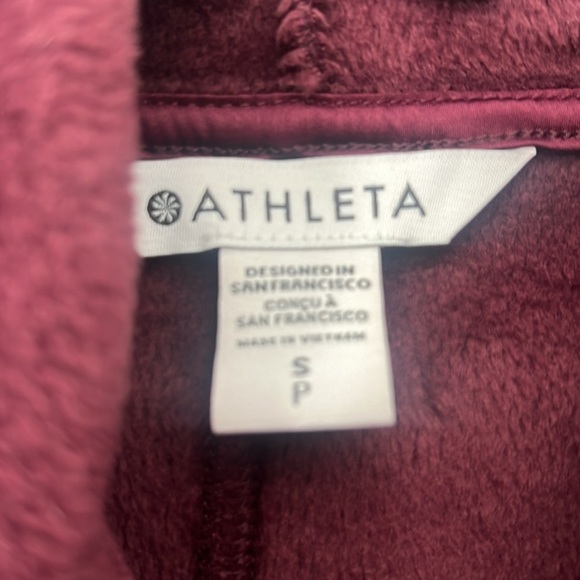 ATHLETA
DESIGNED IN
SAN FRANCISCO
CONÇU À
SAN FRANCISCO
MADE IN VIETNAM
S
P